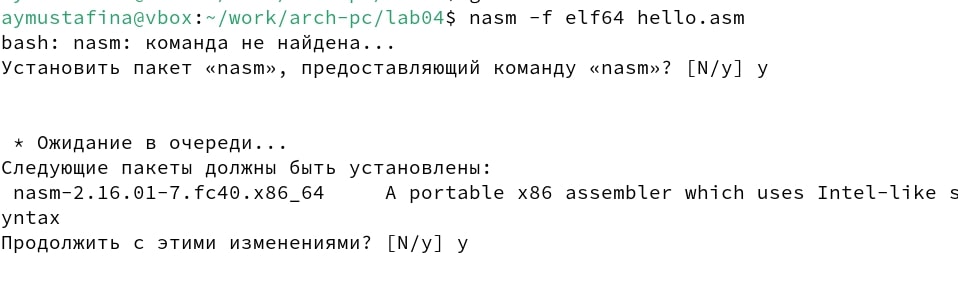 aymustafina@vbox:~/work/arch-pc/lab04$ nasm -f elf64 hello.asm
bash: nasm: команда не найдена...
Установить пакет «nasm», предоставляющий команду «nasm»? [N/y] y
* Ожидание в очереди...
Следующие пакеты должны быть установлены:
nasm-2.16.01-7.fc40.x86_64     A portable x86 assembler which uses Intel-like s
yntax
Продолжить с этими изменениями? [N/y] y